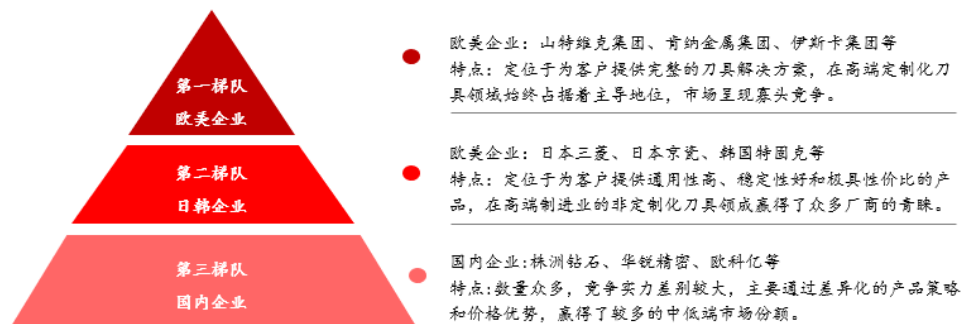 第一梯队
欧美企业
欧美企业：山特维克集团、肯纳金属集团、伊斯卡集团等
特点：定位于为客户提供完整的刀具解决方案，在高端定制化刀
具领域始终占据着主导地位，市场呈现寡头竞争。
第二梯队
日韩企业
欧美企业：日本三菱、日本京瓷、韩国特固克等
特点：定位于为客户提供通用性高、稳定性好和极具性价比的产
品，在高端制进业的非定制化刀具领成赢得了众多厂商的青睐。
第三梯队
国内企业
国内企业:株洲钻石、华锐精密、欧科亿等
特点:数量众多，竞争实力差别较大，主要通过差异化的产品策略
和价格优势，赢得了较多的中低端市场份额。